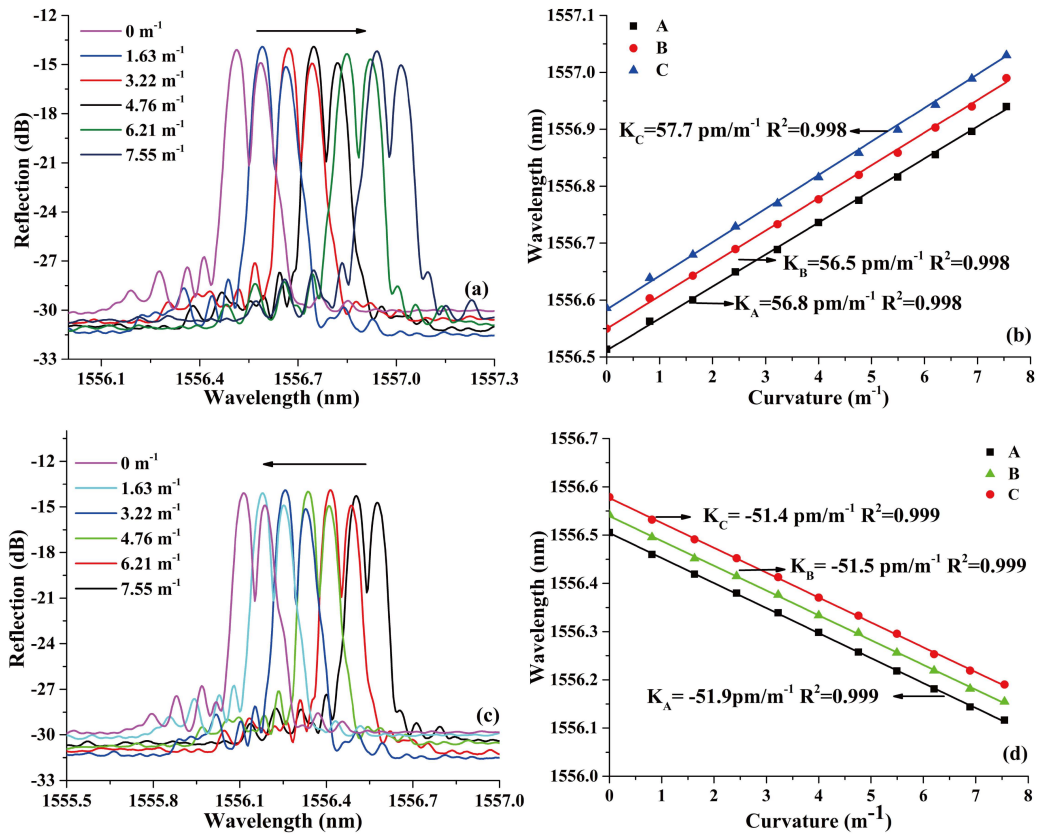 -12
-15
-18
-21
-24
-27
-30
-33
Reflection (dB)
0 m⁻¹
1.63 m⁻¹
3.22 m⁻¹
4.76 m⁻¹
6.21 m⁻¹
7.55 m⁻¹
(a)
1556.1 1556.4 1556.7 1557.0 1557.3
Wavelength (nm)
1557.1
1557.0
1556.9
1556.8
1556.7
1556.6
1556.5
Wavelength (nm)
A
B
C
K_C=57.7 pm/m⁻¹ R²=0.998
K_B=56.5 pm/m⁻¹ R²=0.998
K_A=56.8 pm/m⁻¹ R²=0.998
(b)
0 1 2 3 4 5 6 7 8
Curvature (m⁻¹)
-12
-15
-18
-21
-24
-27
-30
-33
Reflection (dB)
0 m⁻¹
1.63 m⁻¹
3.22 m⁻¹
4.76 m⁻¹
6.21 m⁻¹
7.55 m⁻¹
(c)
1555.5 1555.8 1556.1 1556.4 1556.7 1557.0
Wavelength (nm)
1556.7
1556.6
1556.5
1556.4
1556.3
1556.2
1556.1
1556.0
Wavelength (nm)
A
B
C
K_C= -51.4 pm/m⁻¹ R²=0.999
K_B= -51.5 pm/m⁻¹ R²=0.999
K_A= -51.9pm/m⁻¹ R²=0.999
(d)
0 1 2 3 4 5 6 7 8
Curvature (m⁻¹)